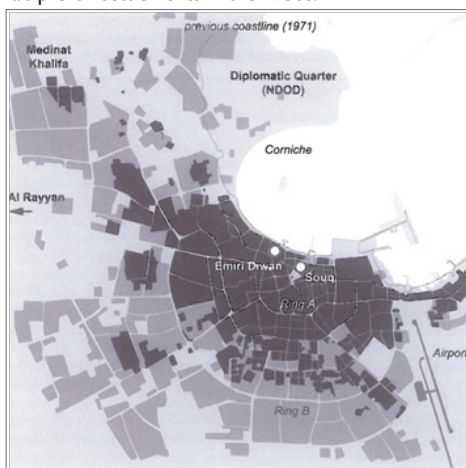 previous coastline (1971)
Medinat
Khalifa
Diplomatic Quarter
(NDOD)
Corniche
Al Rayyan
Emiri Diwan
Souq
Ring A
Airport
Ring B